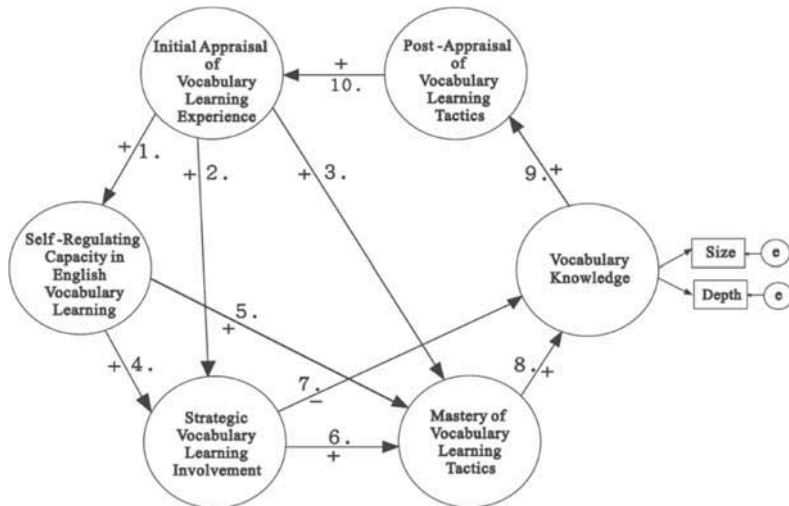 Initial Appraisal
of
Vocabulary
Learning
Experience
Post -Appraisal
of
Vocabulary
Learning
Tactics
+
10.
+ 1.
+ 2.
+ 3.
9. +
Self -Regulating
Capacity in
English
Vocabulary
Learning
Vocabulary
Knowledge
Size
e
Depth
e
5.
+
+ 4.
7.
−
8. +
Strategic
Vocabulary
Learning
Involvement
6.
+
Mastery of
Vocabulary
Learning
Tactics